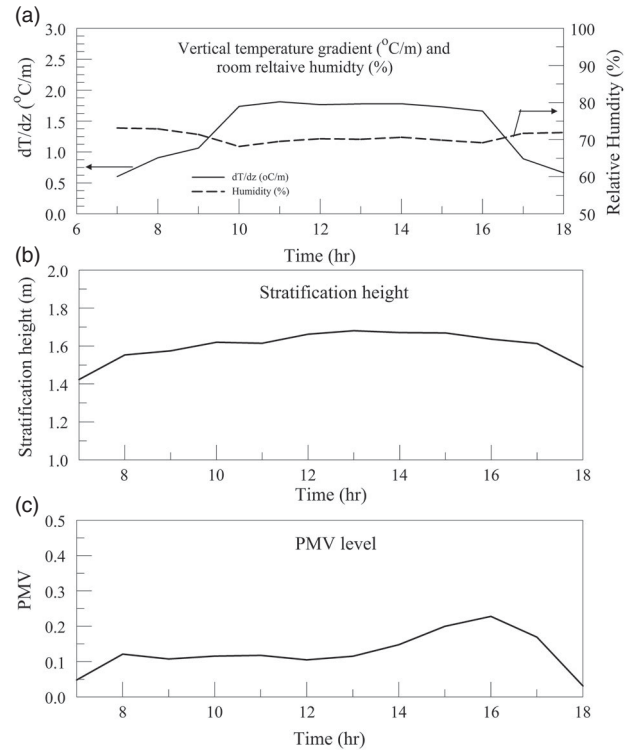 (a)
3.0
2.5
2.0
1.5
1.0
0.5
0.0
dT/dz (°C/m)
Vertical temperature gradient (°C/m) and
room reltaive humidty (%)
dT/dz (oC/m)
Humidity (%)
100
90
80
70
60
50
Relative Humdity (%)
6 8 10 12 14 16 18
Time (hr)
(b)
2.0
1.8
1.6
1.4
1.2
1.0
Stratification height (m)
Stratification height
8 10 12 14 16 18
Time (hr)
(c)
0.5
0.4
0.3
0.2
0.1
0.0
PMV
PMV level
8 10 12 14 16 18
Time (hr)